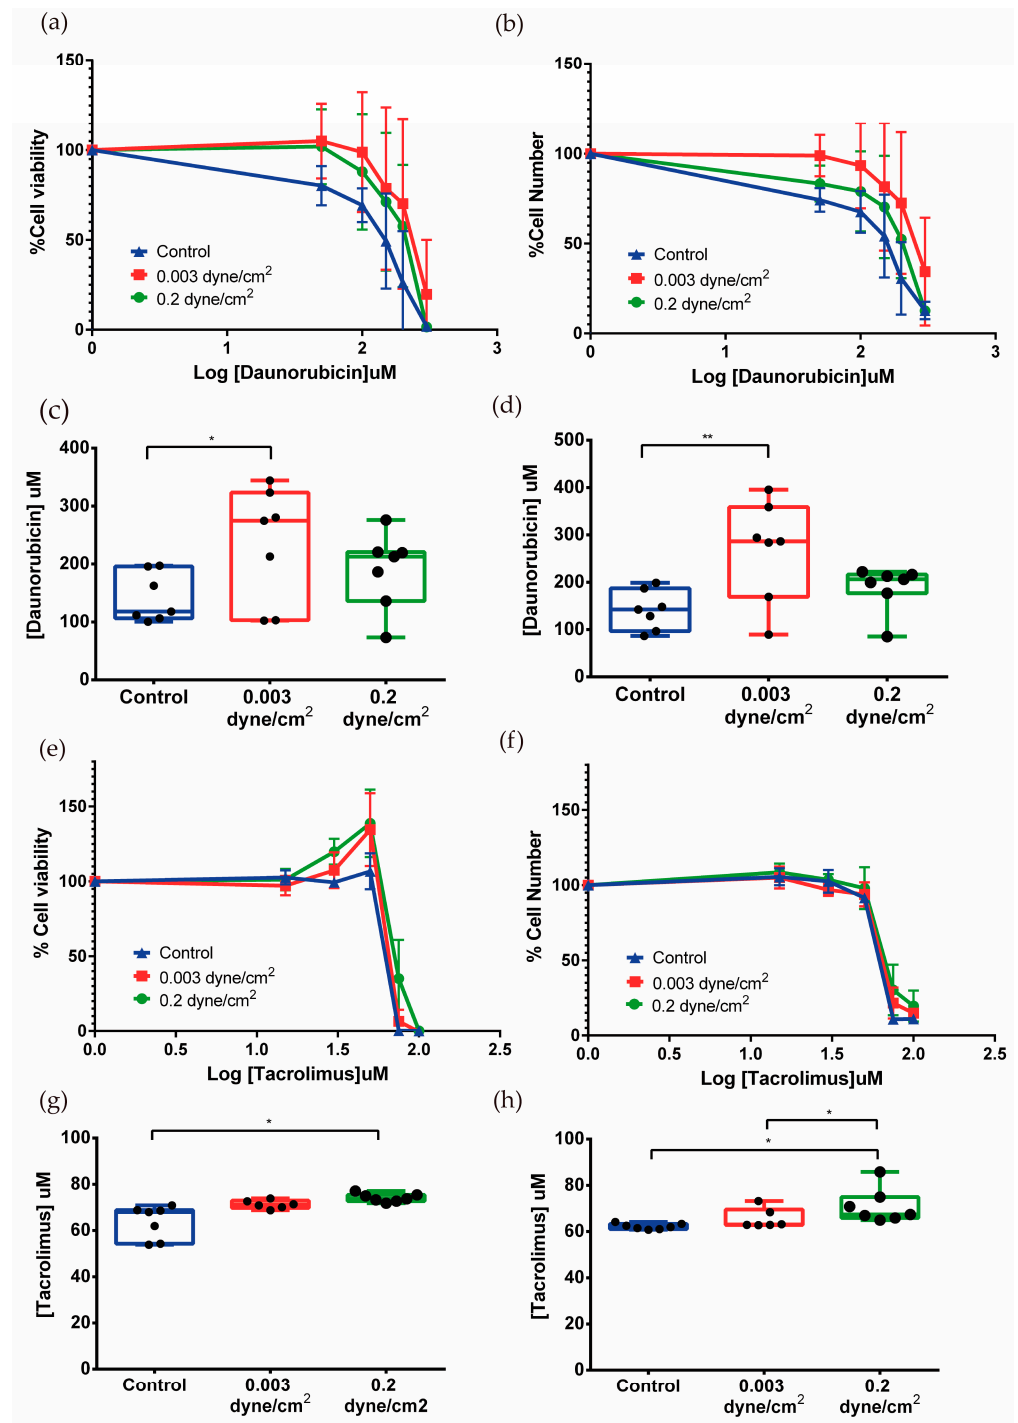 (a)
150
100
50
0
%Cell viability
Control
0.003 dyne/cm²
0.2 dyne/cm²
0 1 2 3
Log [Daunorubicin]uM
(b)
150
100
50
0
%Cell Number
Control
0.003 dyne/cm²
0.2 dyne/cm²
0 1 2 3
Log [Daunorubicin]uM
(c)
400
300
200
100
0
[Daunorubicin] uM
*
Control 0.003 0.2
dyne/cm² dyne/cm²
(d)
500
400
300
200
100
0
[Daunorubicin] uM
**
Control 0.003 0.2
dyne/cm² dyne/cm²
(e)
150
100
50
0
% Cell viability
Control
0.003 dyne/cm²
0.2 dyne/cm²
0.0 0.5 1.0 1.5 2.0 2.5
Log [Tacrolimus]uM
(f)
150
100
50
0
% Cell Number
Control
0.003 dyne/cm²
0.2 dyne/cm²
0.0 0.5 1.0 1.5 2.0 2.5
Log [Tacrolimus]uM
(g)
100
80
60
40
20
0
[Tacrolimus] uM
*
Control 0.003 0.2
dyne/cm² dyne/cm2
(h)
100
80
60
40
20
0
[Tacrolimus] uM
*
*
Control 0.003 0.2
dyne/cm² dyne/cm²